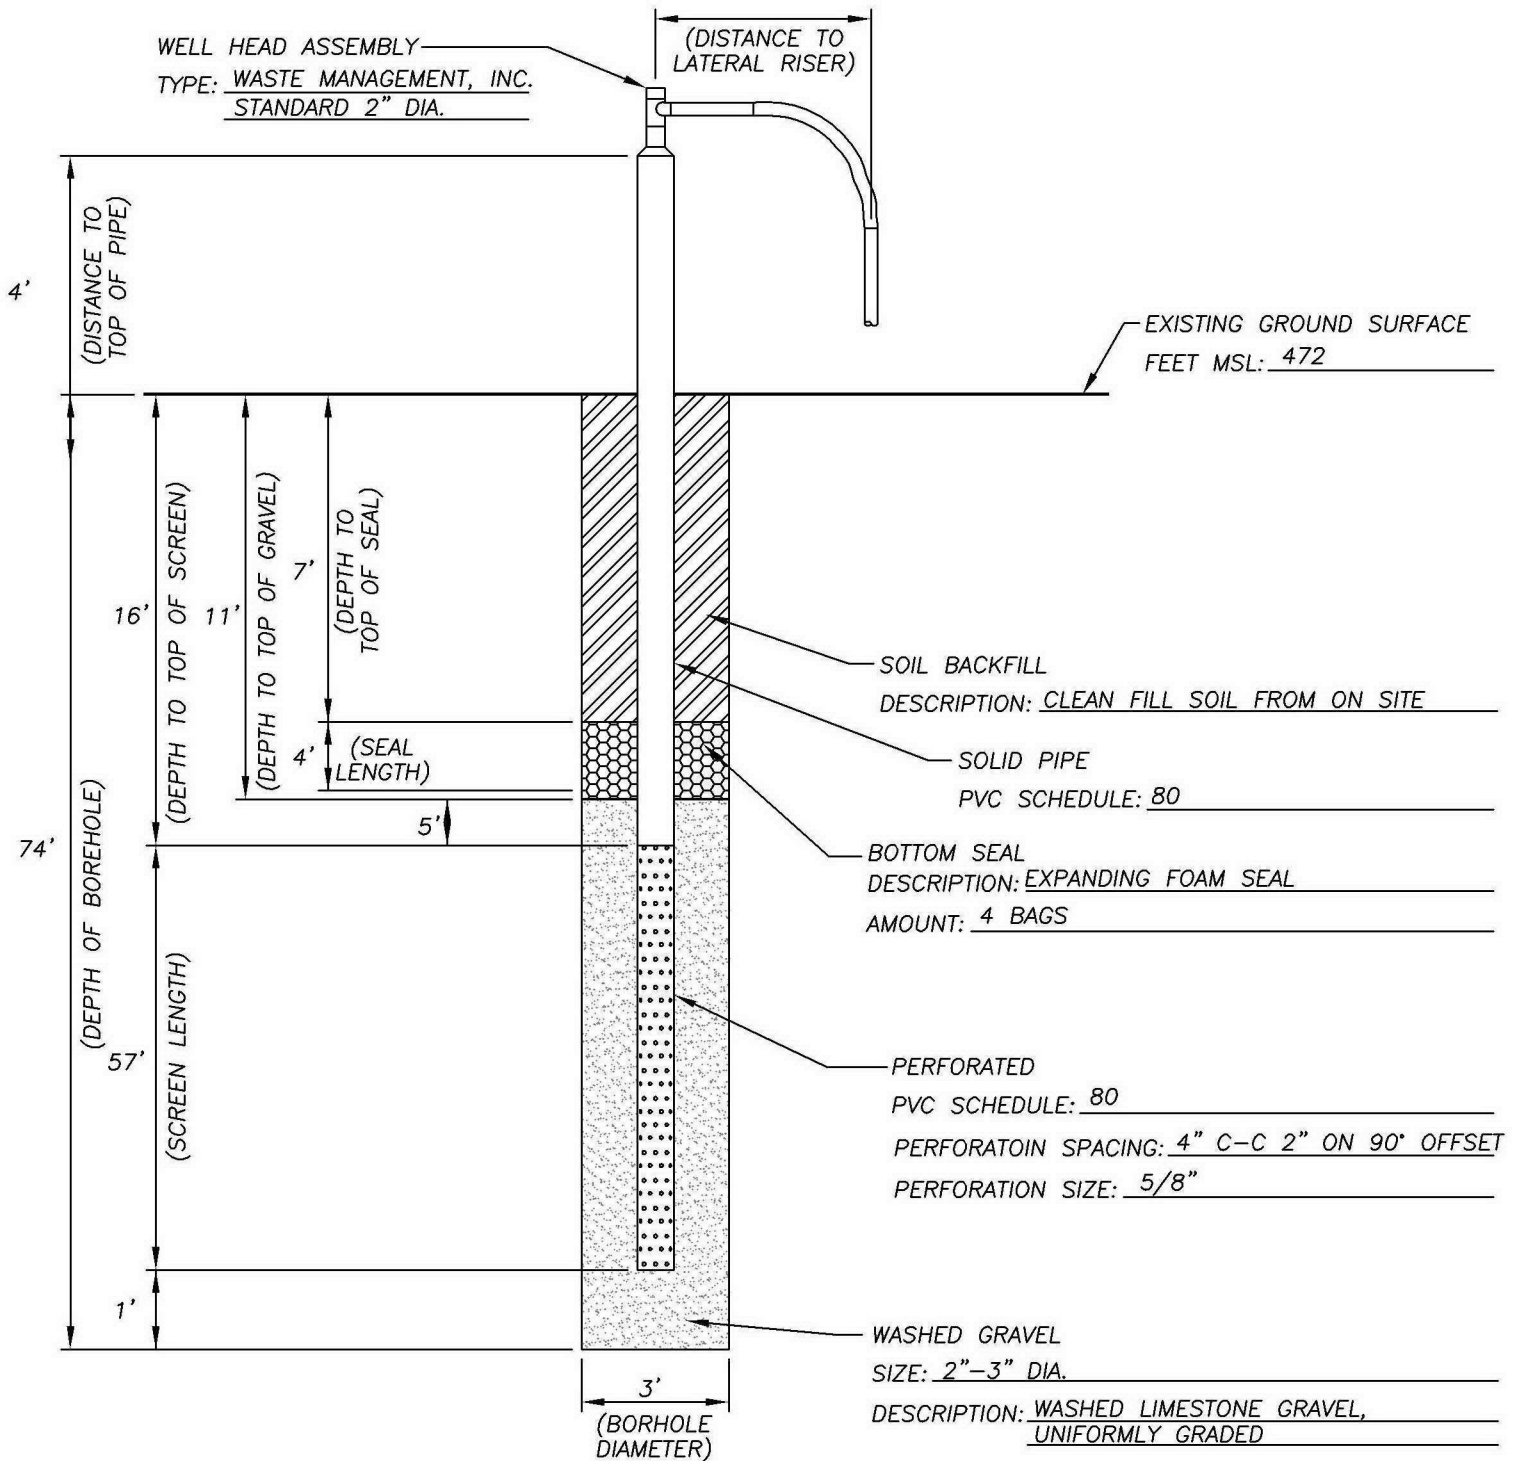 WELL HEAD ASSEMBLY
TYPE: WASTE MANAGEMENT, INC.
STANDARD 2" DIA.
(DISTANCE TO
LATERAL RISER)
4'
(DISTANCE TO
TOP OF PIPE)
EXISTING GROUND SURFACE
FEET MSL: 472
74'
(DEPTH OF BOREHOLE)
16'
(DEPTH TO TOP OF SCREEN)
11'
(DEPTH TO TOP OF GRAVEL)
7'
(DEPTH TO
TOP OF SEAL)
4'
(SEAL
LENGTH)
5'
57'
(SCREEN LENGTH)
1'
SOIL BACKFILL
DESCRIPTION: CLEAN FILL SOIL FROM ON SITE
SOLID PIPE
PVC SCHEDULE: 80
BOTTOM SEAL
DESCRIPTION: EXPANDING FOAM SEAL
AMOUNT: 4 BAGS
PERFORATED
PVC SCHEDULE: 80
PERFORATOIN SPACING: 4" C-C 2" ON 90° OFFSET
PERFORATION SIZE: 5/8"
WASHED GRAVEL
SIZE: 2"-3" DIA.
DESCRIPTION: WASHED LIMESTONE GRAVEL,
UNIFORMLY GRADED
3'
(BORHOLE
DIAMETER)